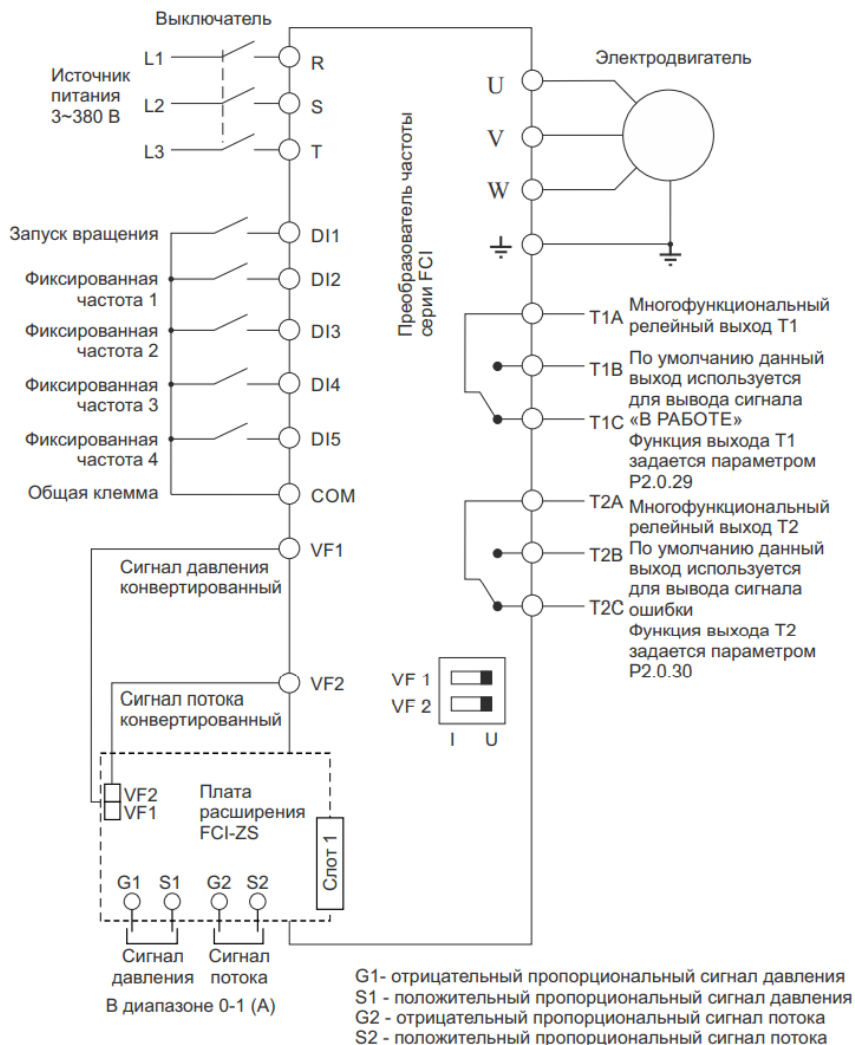 Выключатель
Источник
питания
3~380 В
L1
L2
L3
R
S
T
Преобразователь частоты
серии FCI
Электродвигатель
U
V
W
Запуск вращения
DI1
Фиксированная
частота 1
DI2
Фиксированная
частота 2
DI3
Фиксированная
частота 3
DI4
Фиксированная
частота 4
DI5
Общая клемма
COM
T1A
Многофункциональный
релейный выход T1
T1B
По умолчанию данный
выход используется
для вывода сигнала
T1C «В РАБОТЕ»
Функция выхода T1
задается параметром
P2.0.29
T2A
Многофункциональный
релейный выход T2
T2B
По умолчанию данный
выход используется
для вывода сигнала
T2C ошибки
Функция выхода T2
задается параметром
P2.0.30
VF1
Сигнал давления
конвертированный
VF2
Сигнал потока
конвертированный
VF 1
VF 2
I U
VF2
VF1
Плата
расширения
FCI-ZS
Слот 1
G1 S1 G2 S2
Сигнал
давления
Сигнал
потока
В диапазоне 0-1 (А)
G1- отрицательный пропорциональный сигнал давления
S1 - положительный пропорциональный сигнал давления
G2 - отрицательный пропорциональный сигнал потока
S2 - положительный пропорциональный сигнал потока